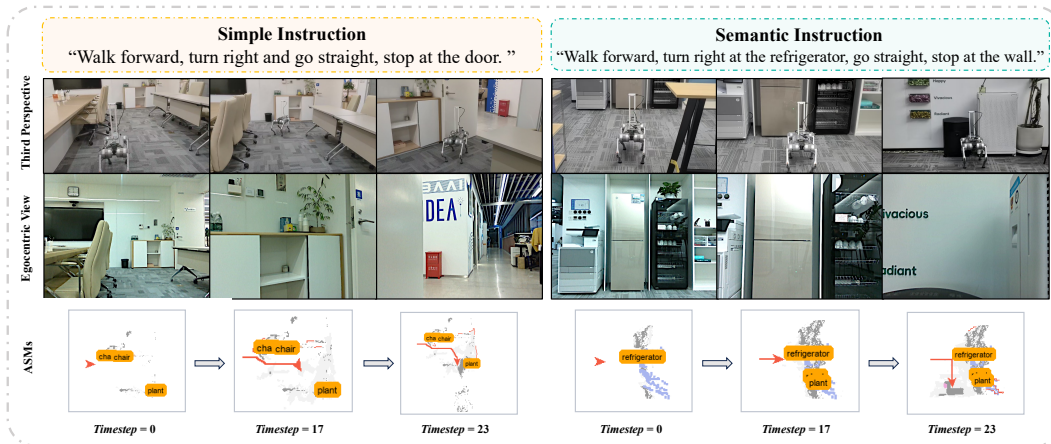 Simple Instruction
“Walk forward, turn right and go straight, stop at the door. ”
Semantic Instruction
“Walk forward, turn right at the refrigerator, go straight, stop at the wall.”
Third Perspective
Vivacious
Radiant
Egocentric View
BAAI
DEA
ivacious
adiant
ASMs
cha chair
plant
cha chair
plant
cha chair
plant
refrigerator
refrigerator
plant
refrigerator
plant
Timestep = 0
Timestep = 17
Timestep = 23
Timestep = 0
Timestep = 17
Timestep = 23